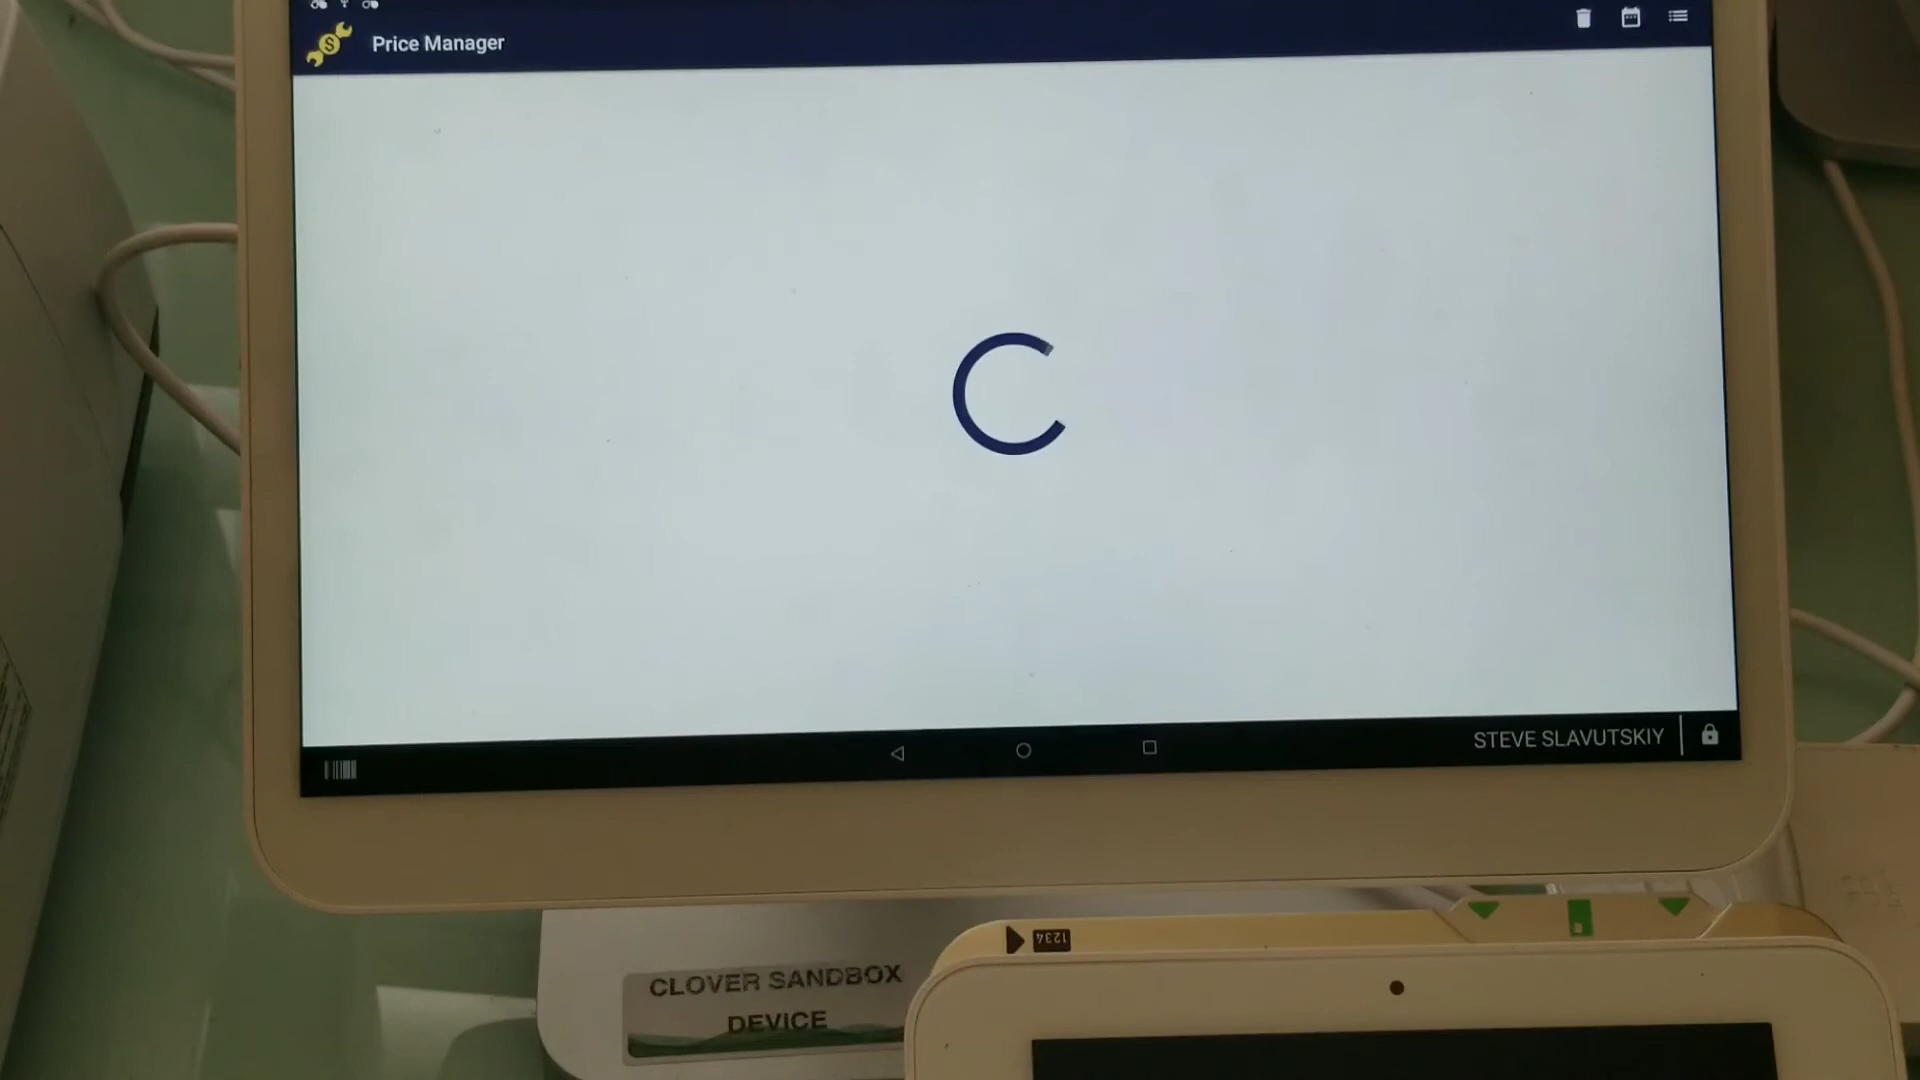 $ Price Manager
STEVE SLAVUTSKIY
1234
CLOVER SANDBOX
DEVICE